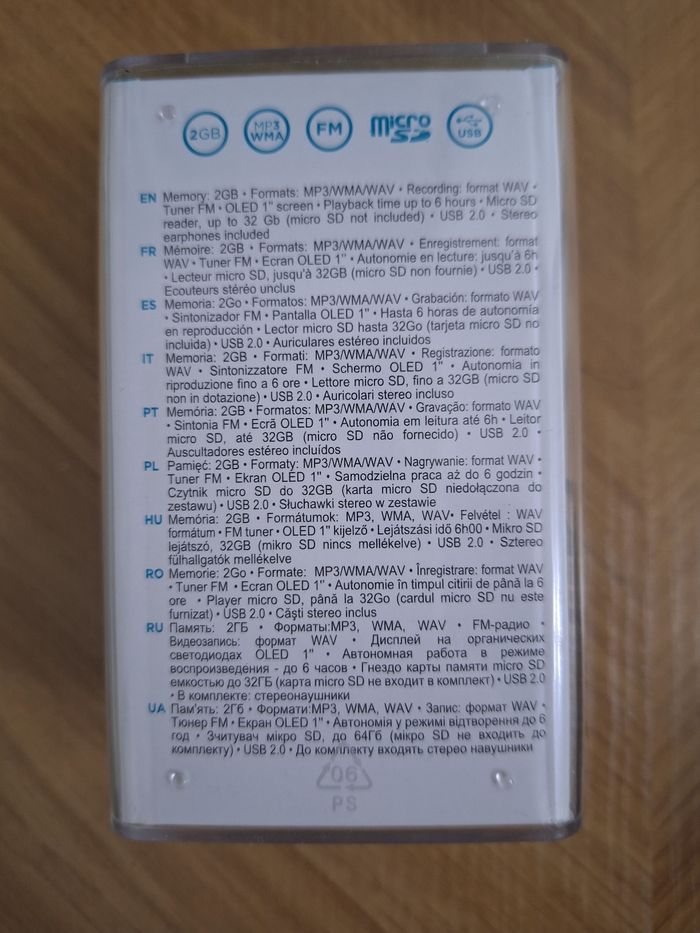 2GB MP3 WMA FM micro SD USB
EN Memory: 2GB • Formats: MP3/WMA/WAV • Recording: format WAV •
Tuner FM • OLED 1" screen • Playback time up to 6 hours • Micro SD
reader, up to 32 Gb (micro SD not included) • USB 2.0 • Stereo
earphones included
FR Mémoire: 2GB • Formats: MP3/WMA/WAV • Enregistrement: format
WAV • Tuner FM • Ecran OLED 1" • Autonomie en lecture: jusqu'à 6h
• Lecteur micro SD, jusqu'à 32GB (micro SD non fournie) • USB 2.0 •
Ecouteurs stéréo unclus
ES Memoria: 2Go • Formatos: MP3/WMA/WAV • Grabación: formato WAV
• Sintonizador FM • Pantalla OLED 1" • Hasta 6 horas de autonomía
en reproducción • Lector micro SD hasta 32Go (tarjeta micro SD no
incluida) • USB 2.0 • Auriculares estéreo incluidos
IT Memoria: 2GB • Formati: MP3/WMA/WAV • Registrazione: formato
WAV • Sintonizzatore FM • Schermo OLED 1" • Autonomia in
riproduzione fino a 6 ore • Lettore micro SD, fino a 32GB (micro SD
non in dotazione) • USB 2.0 • Auricolari stereo incluso
PT Memória: 2GB • Formatos: MP3/WMA/WAV • Gravação: formato WAV
• Sintonia FM • Ecrã OLED 1" • Autonomia em leitura até 6h • Leitor
micro SD, até 32GB (micro SD não fornecido) • USB 2.0 •
Auscultadores estéreo incluídos
PL Pamięć: 2GB • Formaty: MP3/WMA/WAV • Nagrywanie: format WAV •
Tuner FM • Ekran OLED 1" • Samodzielna praca aż do 6 godzin •
Czytnik micro SD do 32GB (karta micro SD niedołączona do
zestawu) • USB 2.0 • Słuchawki stereo w zestawie
HU Memória: 2GB • Formátumok: MP3, WMA, WAV• Felvétel : WAV
formátum • FM tuner • OLED 1" kijelző • Lejátszási idő 6h00 • Mikro SD
lejátszó, 32GB (mikro SD nincs mellékelve) • USB 2.0 • Sztereo
fülhallgatók mellékelve
RO Memorie: 2Go • Formate: MP3/WMA/WAV • Înregistrare: format WAV
• Tuner FM • Ecran OLED 1" • Autonomie în timpul citirii de până la 6
ore • Player micro SD, până la 32Go (cardul micro SD nu este
furnizat) • USB 2.0 • Căști stereo inclus
RU Память: 2ГБ • Форматы:MP3, WMA, WAV • FM-радио •
Видеозапись: формат WAV • Дисплей на органических
светодиодах OLED 1" • Автономная работа в режиме
воспроизведения - до 6 часов • Гнездо карты памяти micro SD
емкостью до 32ГБ (карта micro SD не входит в комплект) • USB 2.0
• В комплекте: стереонаушники
UA Пам'ять: 2Гб • Формати:MP3, WMA, WAV • Запис: формат WAV •
Тюнер FM • Екран OLED 1" • Автономія у режимі відтворення до 6
год • Зчитувач мікро SD, до 64Гб (мікро SD не входить до
комплекту) • USB 2.0 • До комплекту входять стерео навушники
06
PS